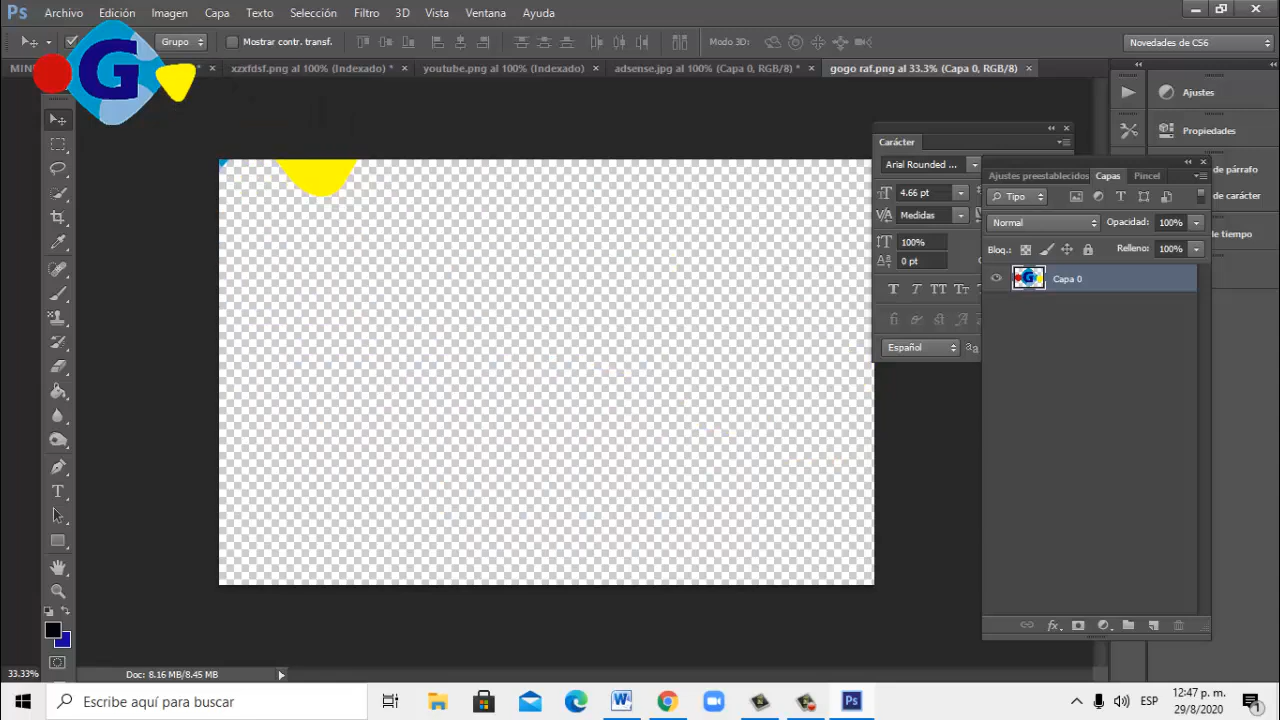 Ps Archivo Edición Imagen Capa Texto Selección Filtro 3D Vista Ventana Ayuda
Grupo Mostrar contr. transf. Modo 3D: Novedades de CS6
G
xzxfdsf.png al 100% (Indexado) * × youtube.png al 100% (Indexado) × adsense.jpg al 100% (Capa 0, RGB/8) * × gogo raf.png al 33.3% (Capa 0, RGB/8) ×
Ajustes
Propiedades
de párrafo
de carácter
de tiempo
Carácter
Arial Rounded ...
4.66 pt
Medidas
100%
0 pt
Español
Ajustes preestablecidos Capas Pincel
Tipo
Normal Opacidad: 100%
Bloq.: Relleno: 100%
Capa 0
33.33% Doc: 8.16 MB/8.45 MB
Escribe aquí para buscar
ESP
12:47 p. m.
29/8/2020
1